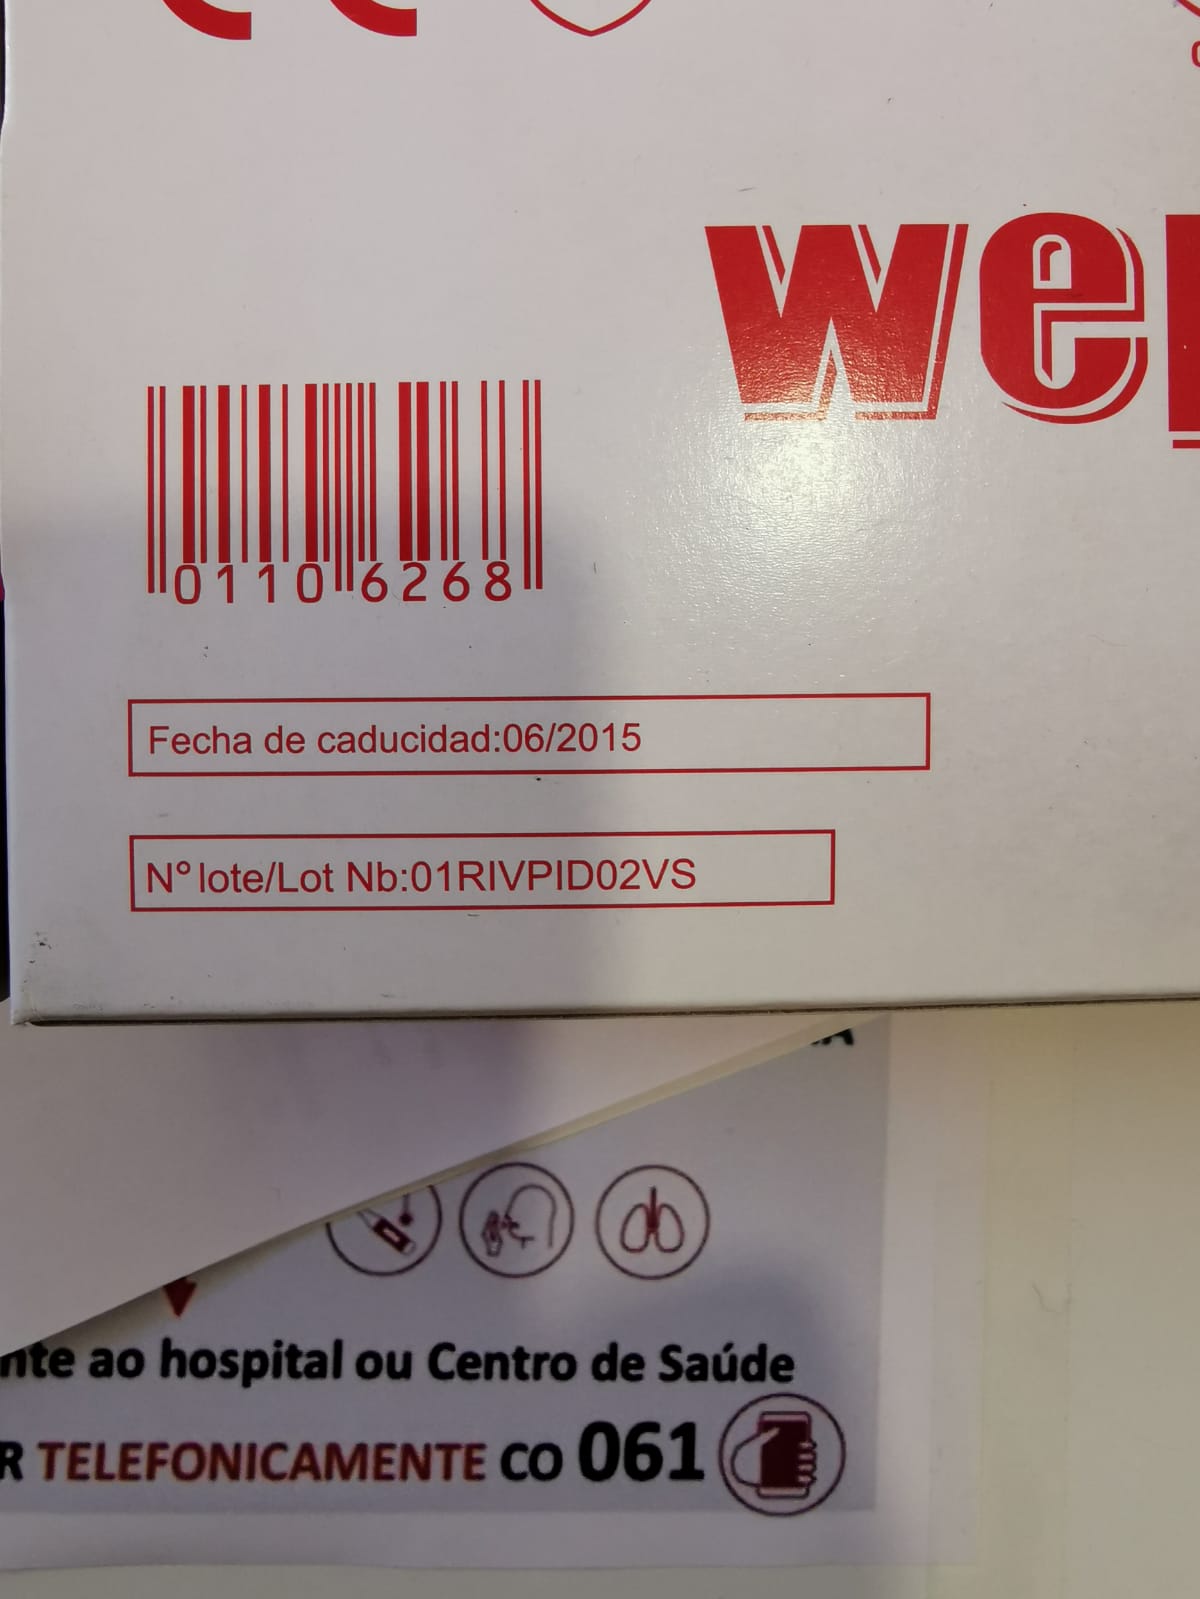 we
0110 6268
Fecha de caducidad:06/2015
Nº lote/Lot Nb:01RIVPID02VS
ao hospital ou Centro de Saúde
TELEFONICAMENTE CO 061